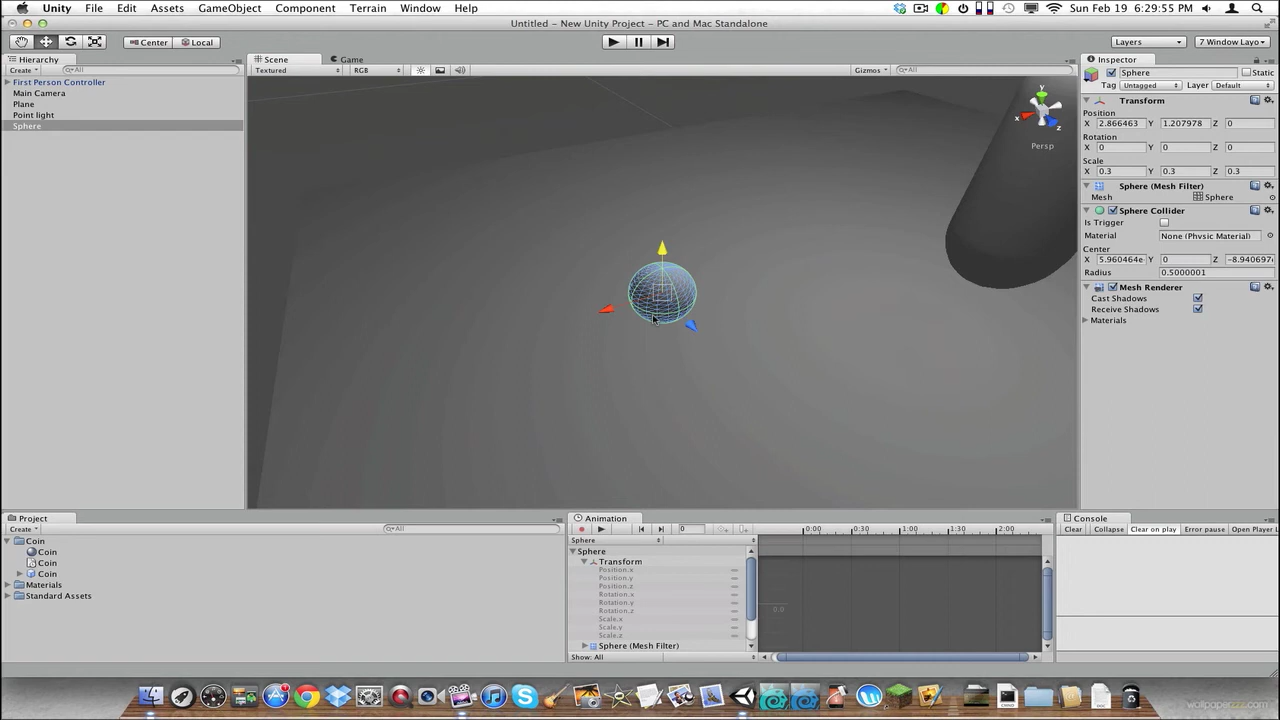 Unity File Edit Assets GameObject Component Terrain Window Help Sun Feb 19 6:29:55 PM
Untitled - New Unity Project - PC and Mac Standalone
Center Local Layers 7 Window Layo
Hierarchy
Create All
First Person Controller
Main Camera
Plane
Point light
Sphere
Scene Game
Textured RGB Gizmos All
y
x
z
Persp
Inspector
Sphere Static
Tag Untagged Layer Default
Transform
Position
X 2.866463 Y 1.207978 Z 0
Rotation
X 0 Y 0 Z 0
Scale
X 0.3 Y 0.3 Z 0.3
Sphere (Mesh Filter)
Mesh Sphere
Sphere Collider
Is Trigger
Material None (Physic Material)
Center
X 5.960464e- Y 0 Z -8.940697
Radius 0.5000001
Mesh Renderer
Cast Shadows
Receive Shadows
Materials
Project
Create All
Coin
Coin
Coin
Coin
Materials
Standard Assets
Animation
0 0:00 0:30 1:00 1:30 2:00
Sphere
Sphere
Transform
Position.x
Position.y
Position.z
Rotation.x
Rotation.y
Rotation.z
Scale.x
Scale.y
Scale.z
Sphere (Mesh Filter)
Show: All
0.0
Console
Clear Collapse Clear on play Error pause Open Player L
wallpaperzzz.com